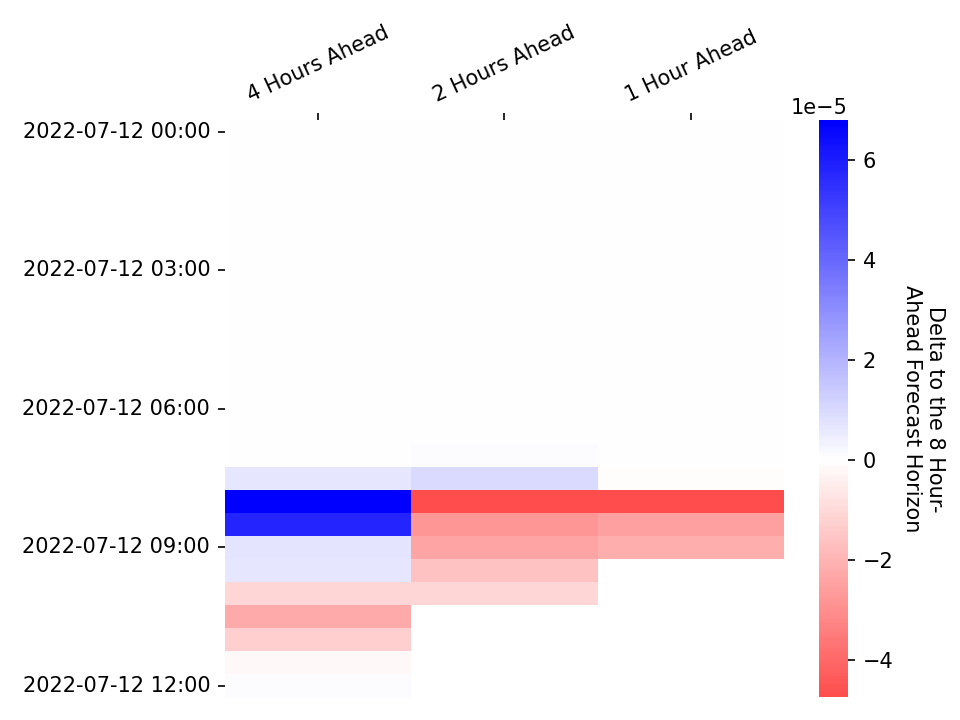 4 Hours Ahead
2 Hours Ahead
1 Hour Ahead
1e−5
2022-07-12 00:00
2022-07-12 03:00
2022-07-12 06:00
2022-07-12 09:00
2022-07-12 12:00
6
4
2
0
−2
−4
Delta to the 8 Hour-
Ahead Forecast Horizon